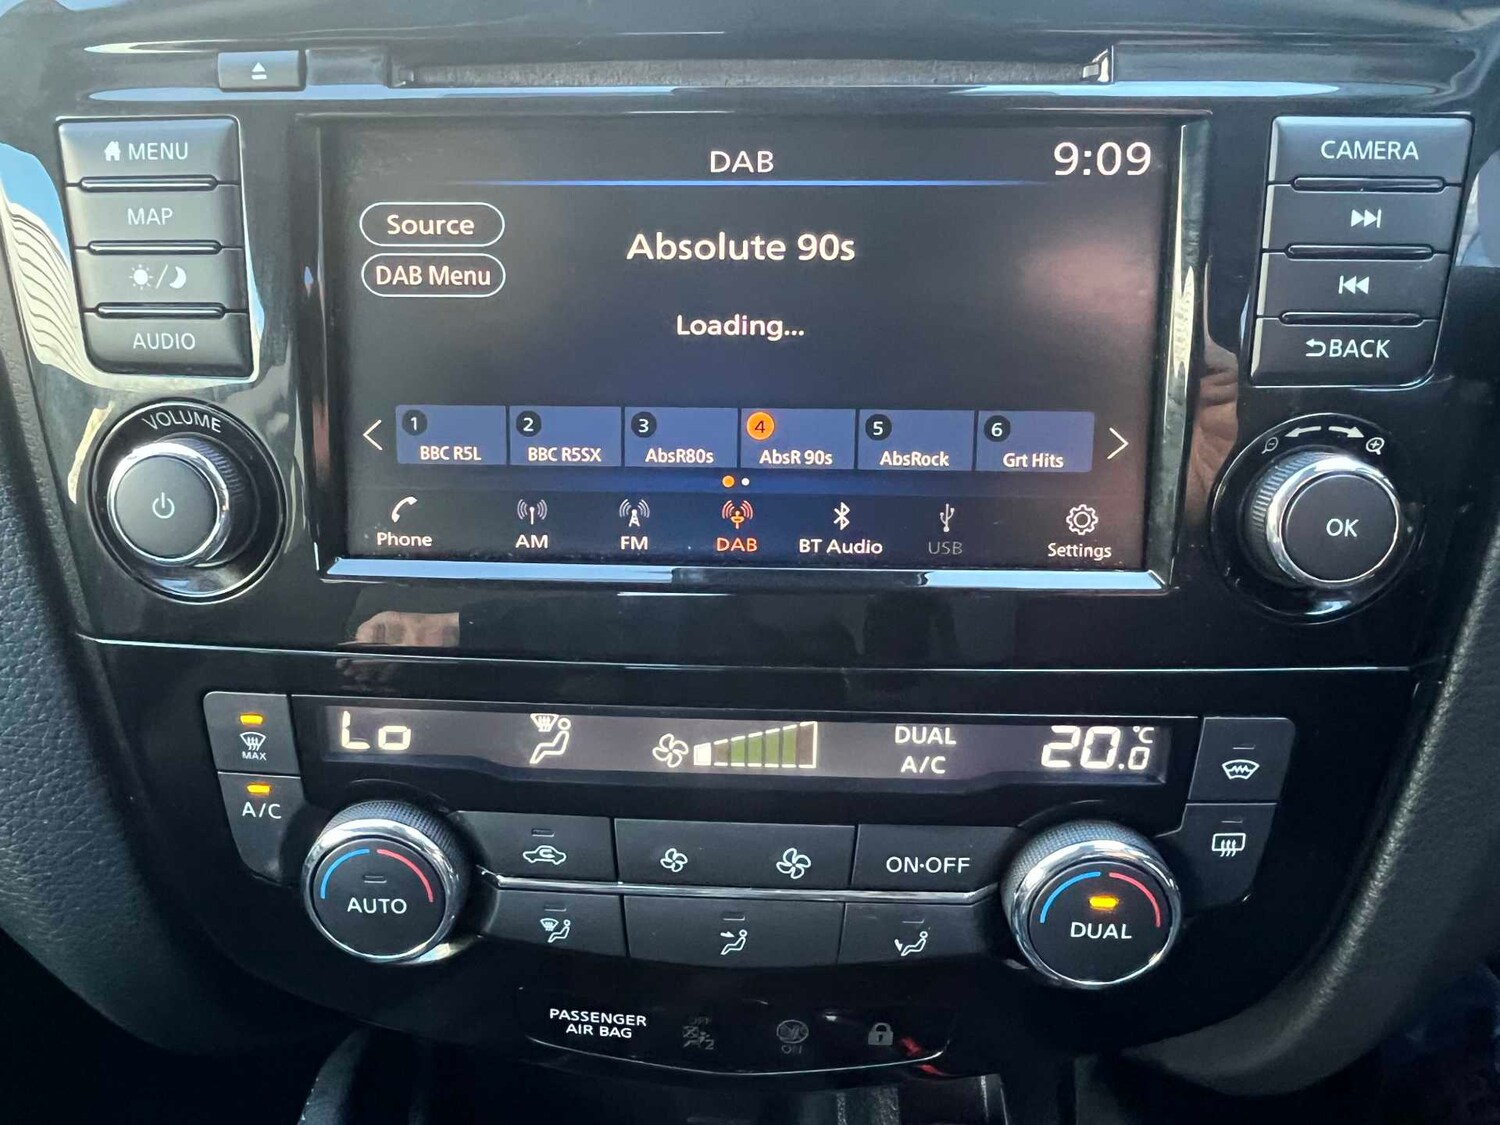 MENU
MAP
AUDIO
VOLUME
DAB
9:09
Source
DAB Menu
Absolute 90s
Loading...
1
BBC R5L
2
BBC R5SX
3
AbsR80s
4
AbsR 90s
5
AbsRock
6
Grt Hits
Phone
AM
FM
DAB
BT Audio
USB
Settings
CAMERA
BACK
OK
MAX
A/C
Lo
DUAL
A/C
20.0 °C
AUTO
ON·OFF
DUAL
PASSENGER
AIR BAG
OFF
2
ON